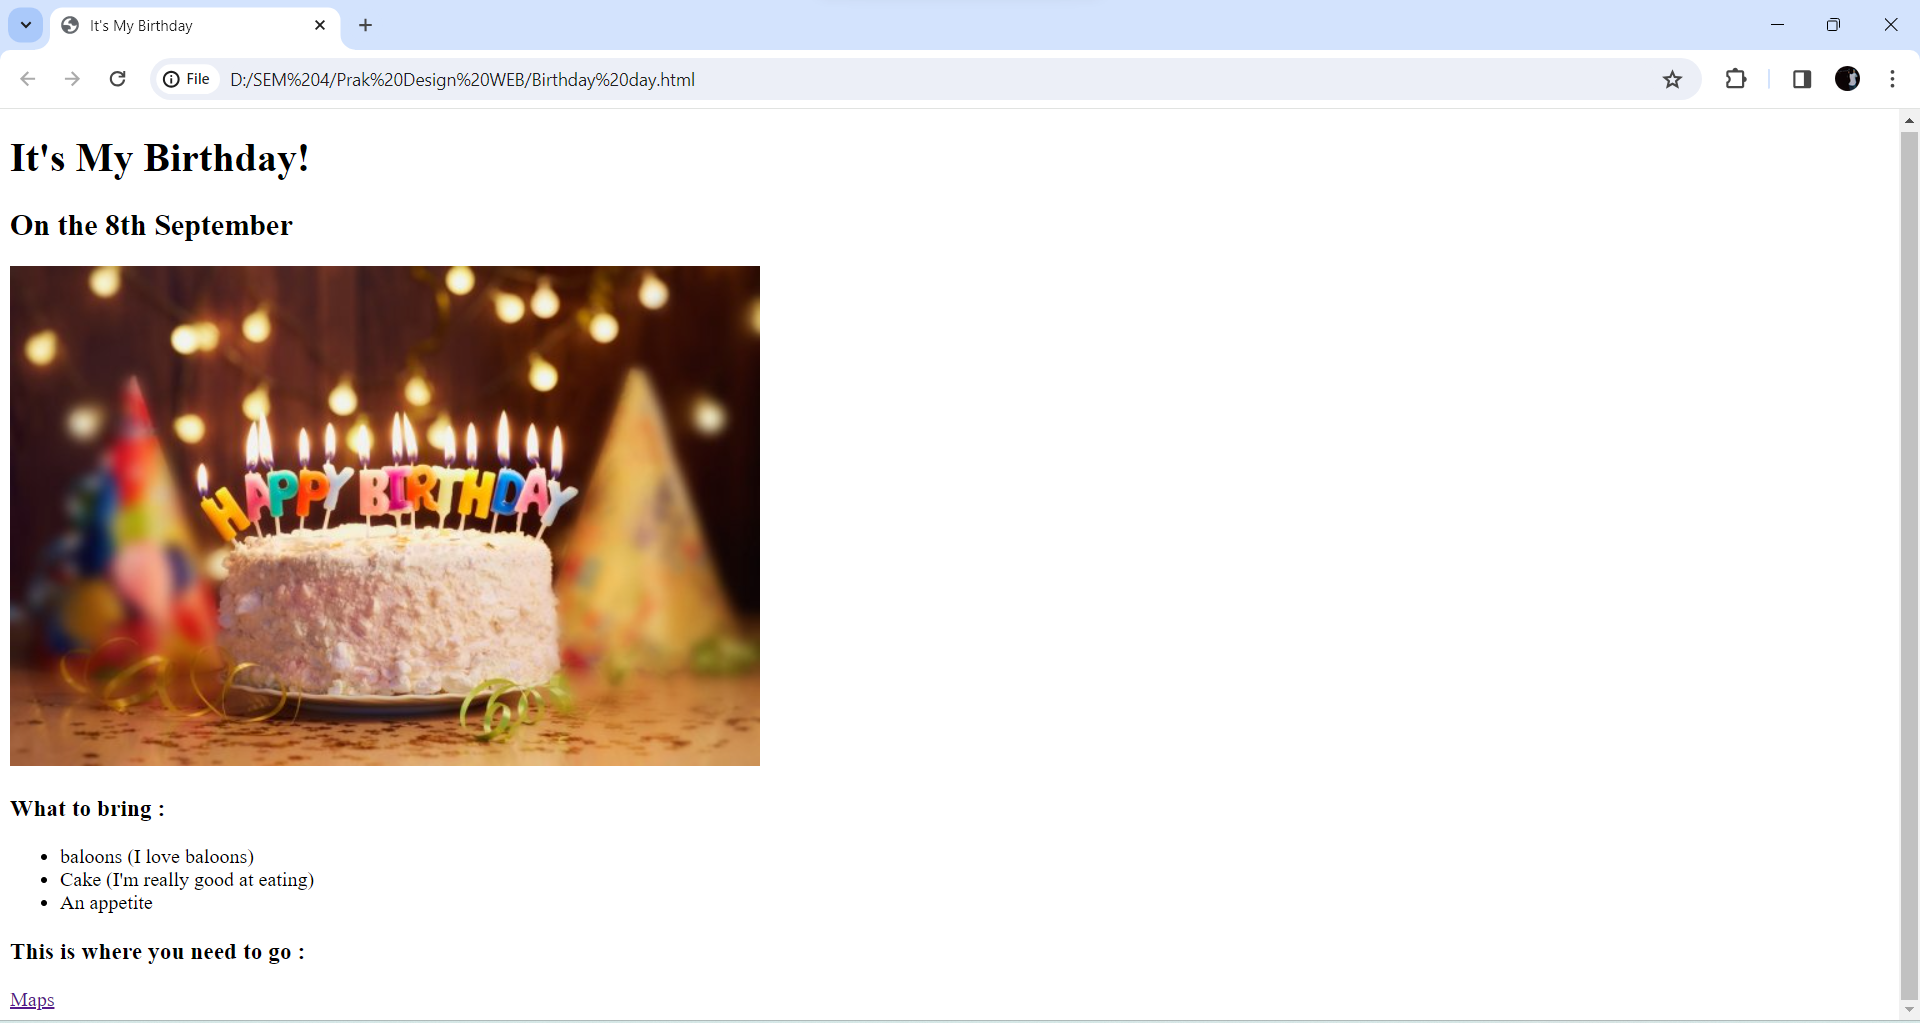 It's My Birthday
File D:/SEM%204/Prak%20Design%20WEB/Birthday%20day.html
It's My Birthday!
On the 8th September
HAPPY BIRTHDAY
What to bring :
baloons (I love baloons)
Cake (I'm really good at eating)
An appetite
This is where you need to go :
Maps